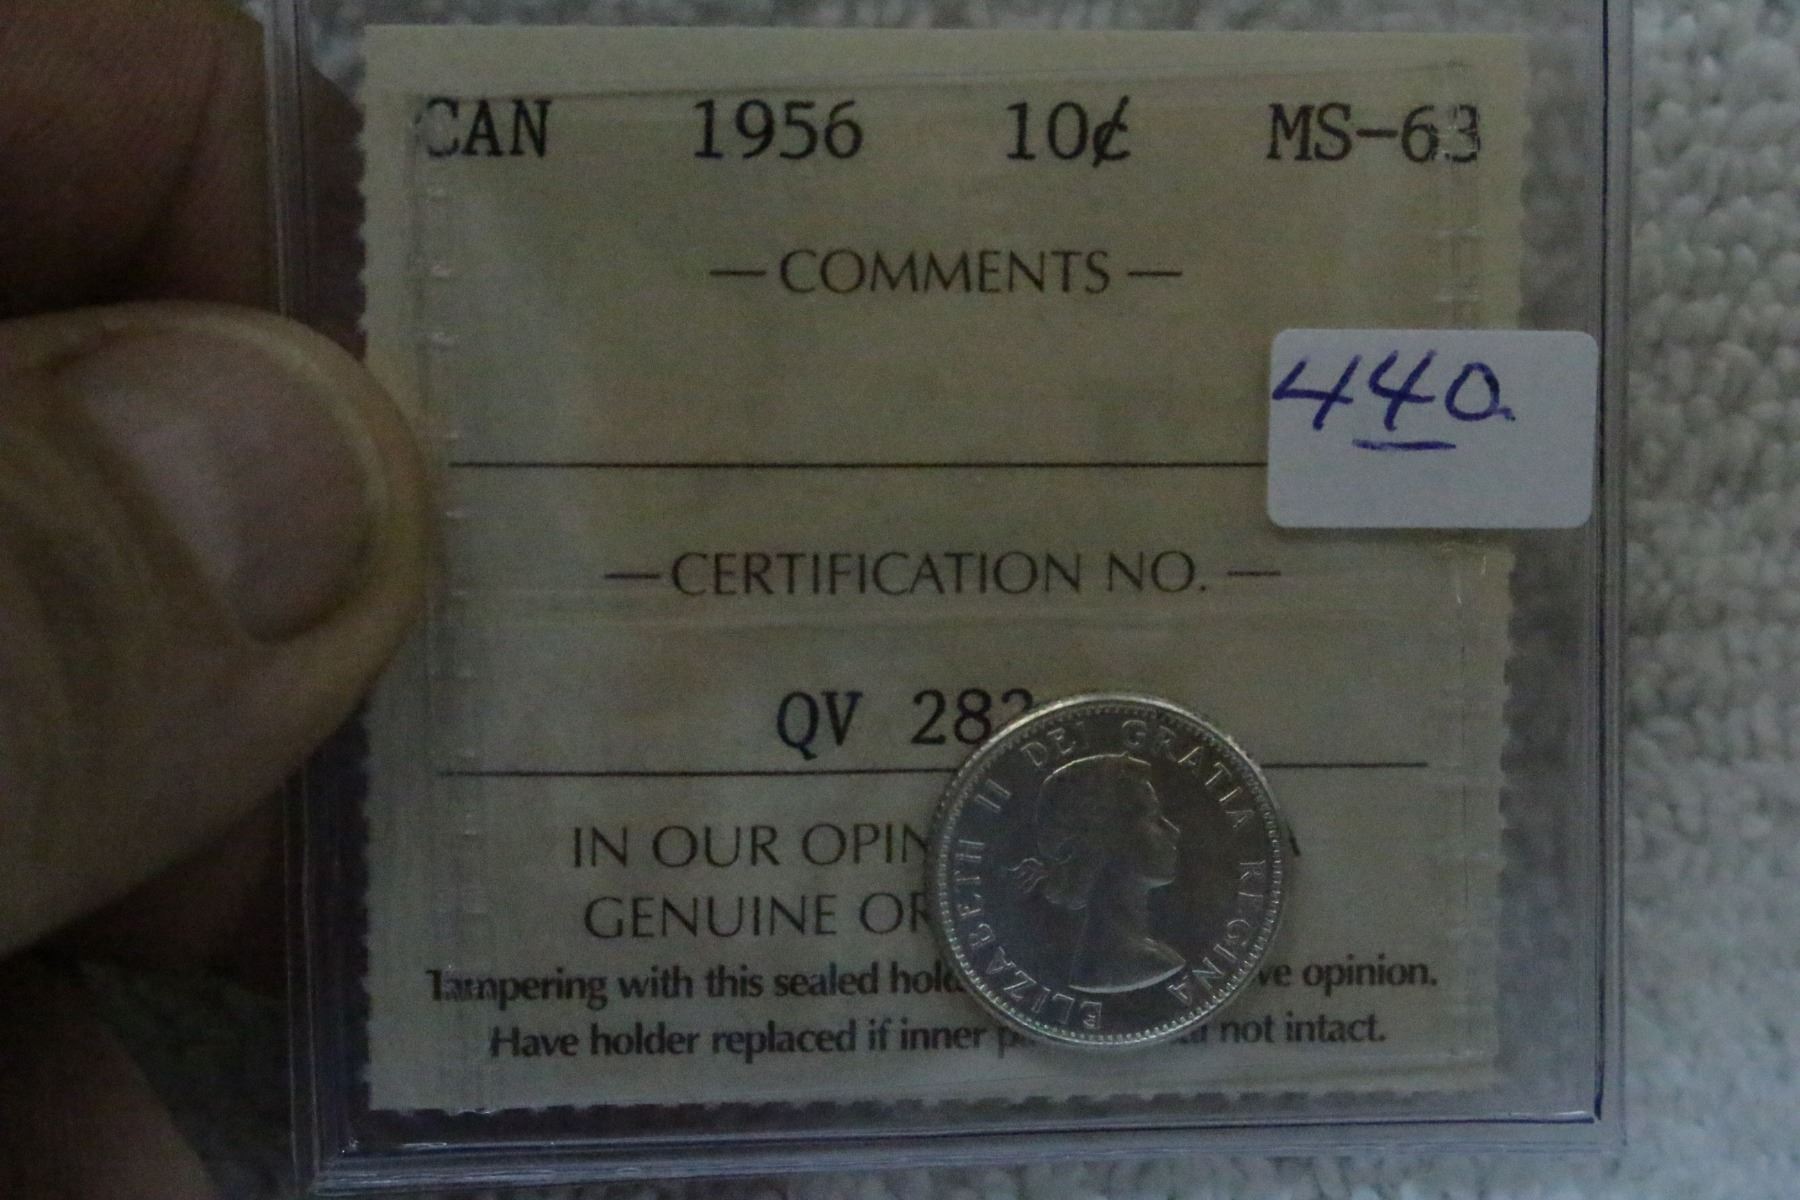 CAN 1956 10¢ MS-63
— COMMENTS —
440.
— CERTIFICATION NO. —
QV 282
IN OUR OPIN
GENUINE OR
Tampering with this sealed hold ve opinion.
Have holder replaced if inner p not intact.
ELIZABETH II DEI GRATIA REGINA